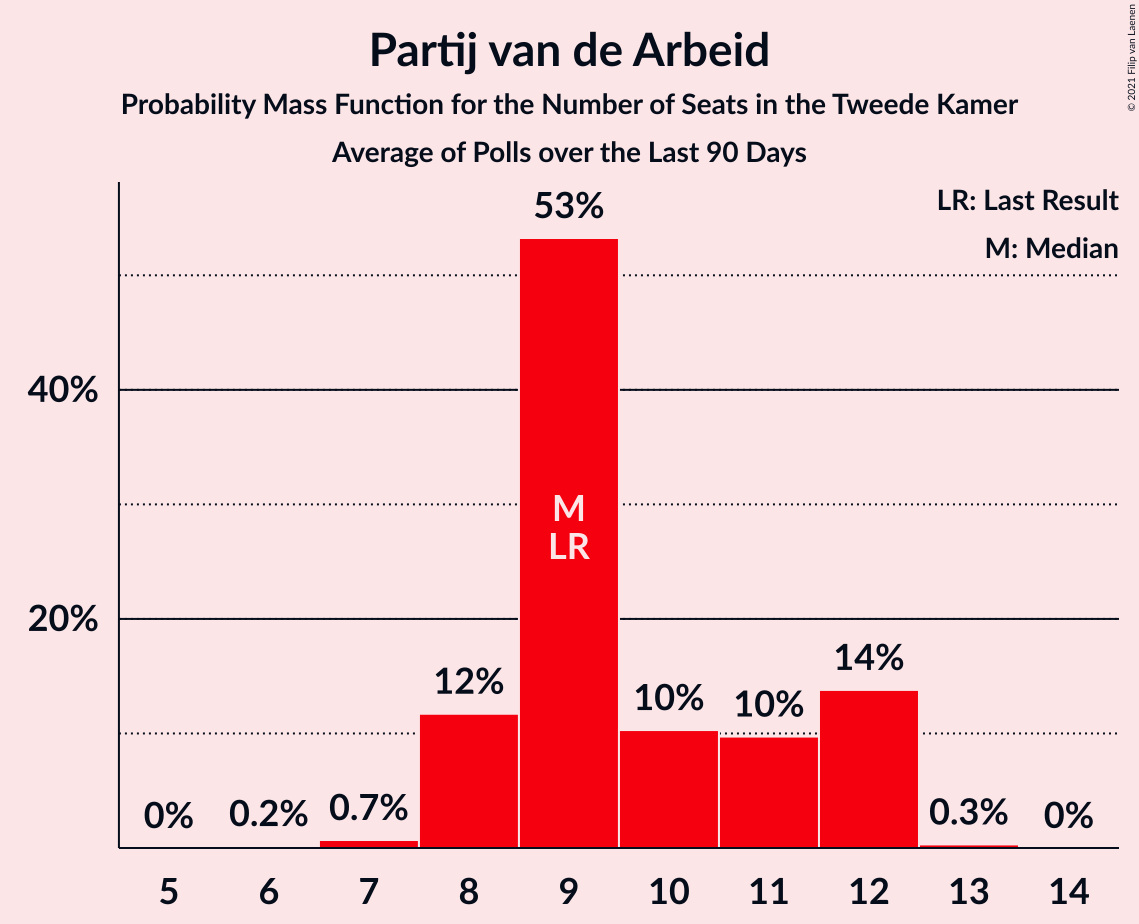 Partij van de Arbeid
Probability Mass Function for the Number of Seats in the Tweede Kamer
Average of Polls over the Last 90 Days
© 2021 Filip van Laenen
LR: Last Result
M: Median
53%
40%
M
LR
20%
14%
12%
10%
10%
0%
0.2%
0.7%
0.3%
0%
5
6
7
8
9
10
11
12
13
14